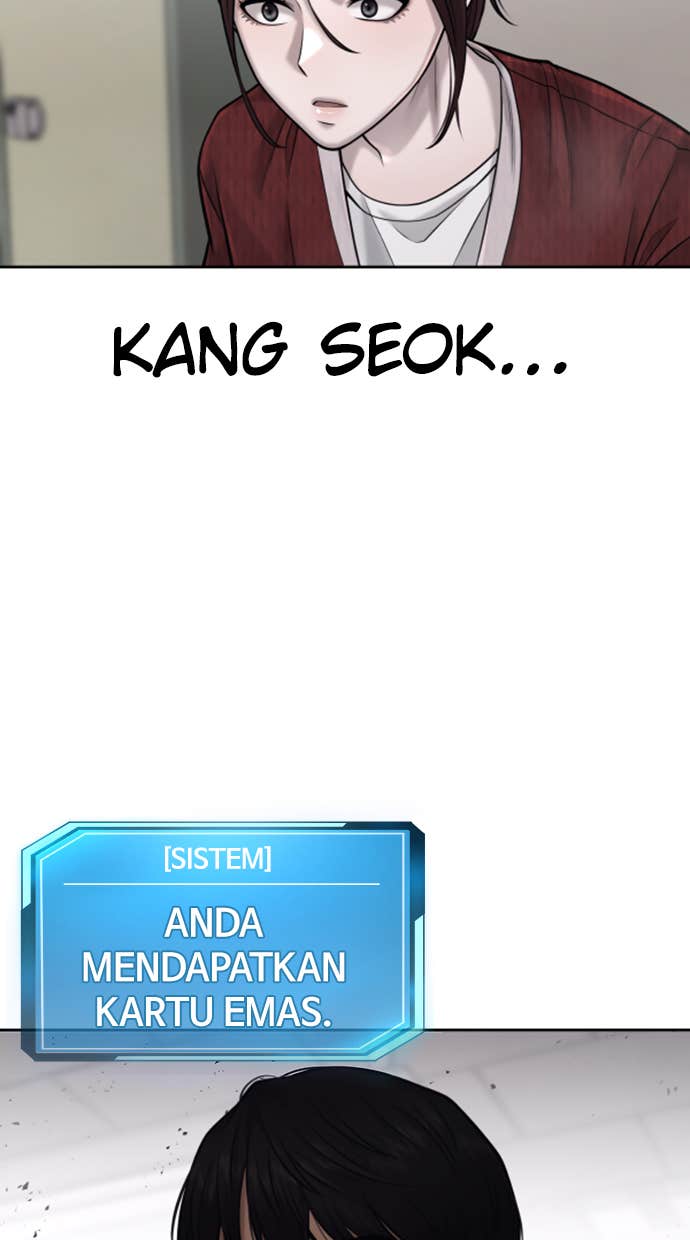 KANG SEOK...
[SISTEM]
ANDA
MENDAPATKAN
KARTU EMAS.